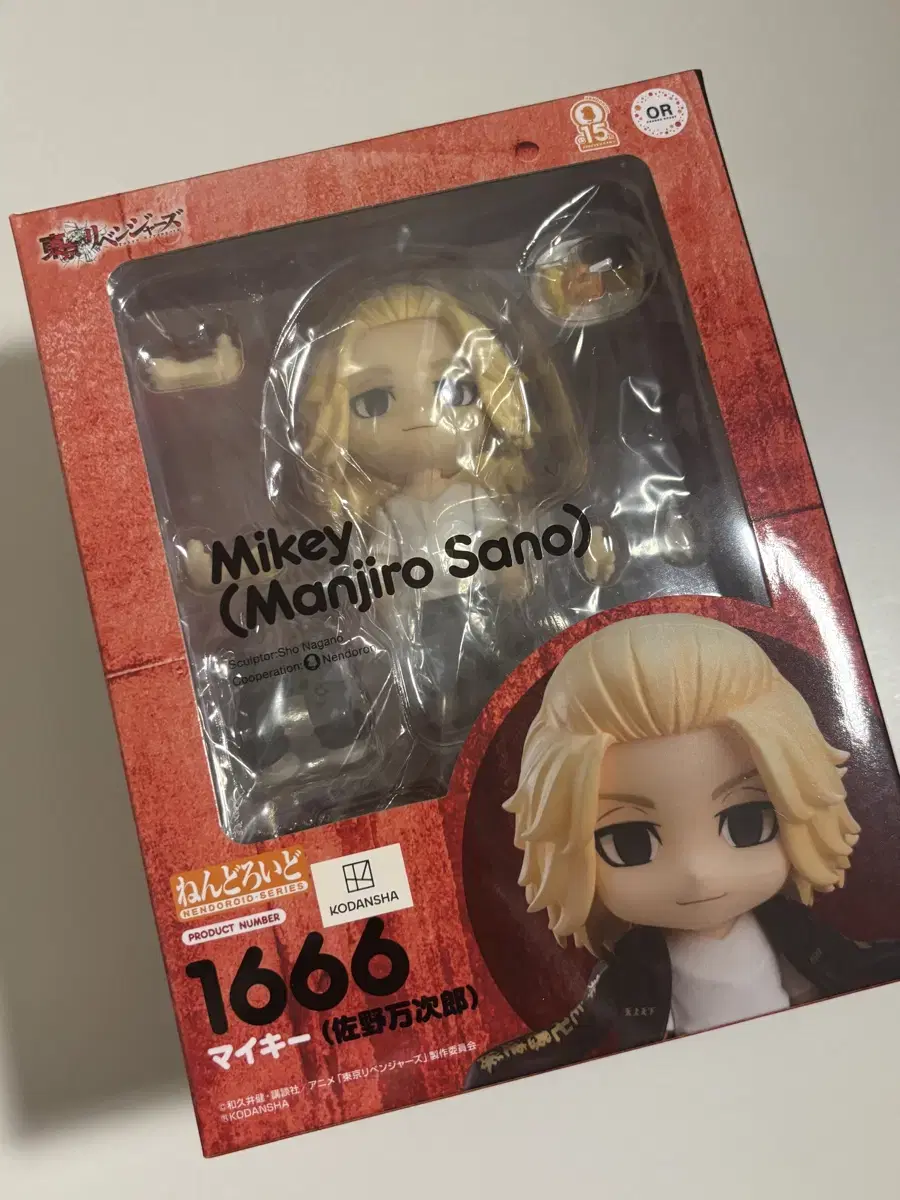 東京リベンジャーズ
15
OR
Mikey
(Manjiro Sano)
Sculptor:Sho Nagano
Cooperation: Nendoron
ねんどろいど
NENDOROID-SERIES
KODANSHA
PRODUCT NUMBER
1666
マイキー(佐野万次郎)
©和久井健・講談社/アニメ「東京リベンジャーズ」製作委員会
KODANSHA